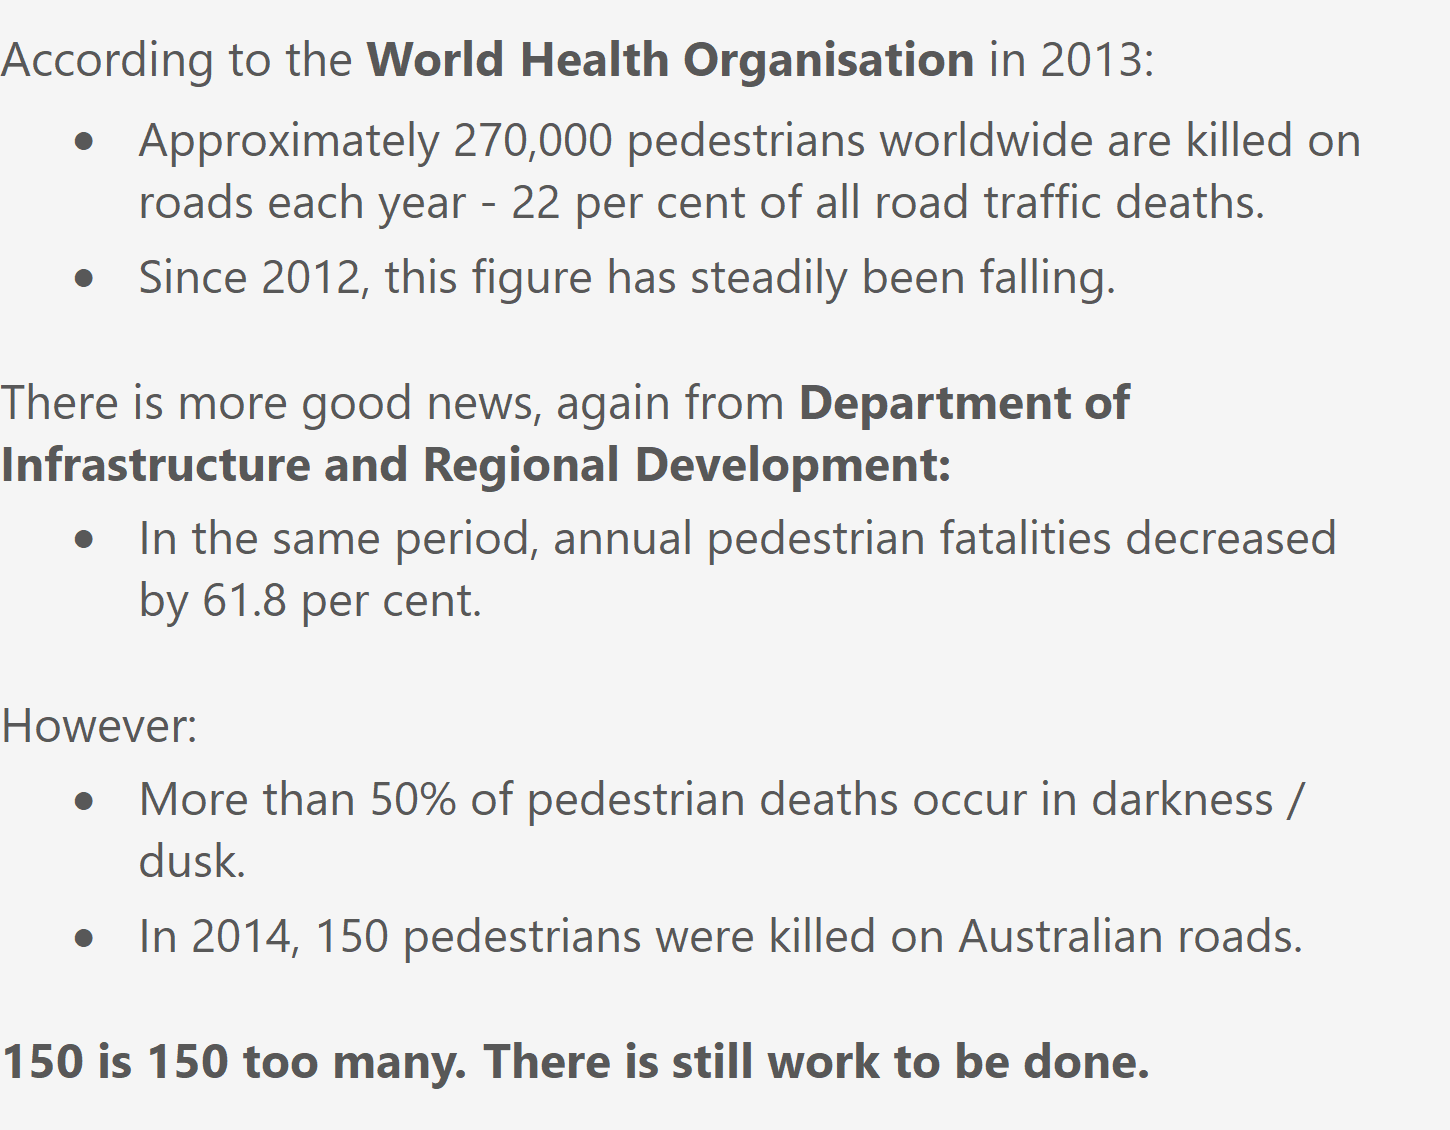 According to the World Health Organisation in 2013:
● Approximately 270,000 pedestrians worldwide are killed on
roads each year - 22 per cent of all road traffic deaths.
● Since 2012, this figure has steadily been falling.
There is more good news, again from Department of
Infrastructure and Regional Development:
● In the same period, annual pedestrian fatalities decreased
by 61.8 per cent.
However:
● More than 50% of pedestrian deaths occur in darkness /
dusk.
● In 2014, 150 pedestrians were killed on Australian roads.
150 is 150 too many. There is still work to be done.